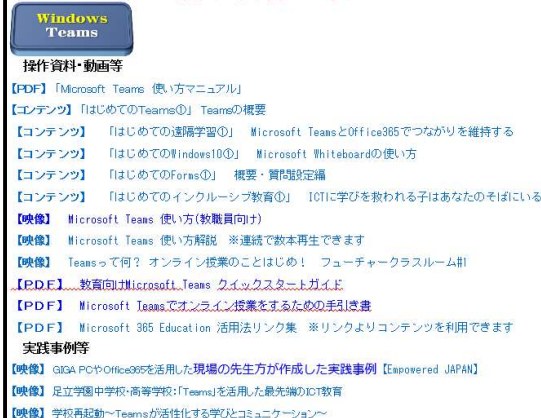 Windows
Teams
操作資料・動画等
【PDF】「Microsoft Teams 使い方マニュアル」
【コンテンツ】「はじめてのTeams①」 Teamsの概要
【コンテンツ】 「はじめての遠隔学習①」 Microsoft TeamsとOffice365でつながりを維持する
【コンテンツ】 「はじめてのWindows10①」 Microsoft Whiteboardの使い方
【コンテンツ】 「はじめてのForms①」 概要・質問設定編
【コンテンツ】 「はじめてのインクルーシブ教育①」 ICTに学びを救われる子はあなたのそばにいる
【映像】 Microsoft Teams 使い方(教職員向け)
【映像】 Microsoft Teams 使い方解説 ※連続で数本再生できます
【映像】 Teamsって何? オンライン授業のことはじめ! フューチャークラスルーム#1
【PDF】 教育向けMicrosoft Teams クイックスタートガイド
【PDF】 Microsoft Teamsでオンライン授業をするための手引き書
【PDF】 Microsoft 365 Education 活用法リンク集 ※リンクよりコンテンツを利用できます
実践事例等
【映像】 GIGA PCやOffice365を活用した現場の先生方が作成した実践事例【Empowered JAPAN】
【映像】 足立学園中学校・高等学校:「Teams」を活用した最先端のICT教育
【映像】 学校再起動~Teamsが活性化する学びとコミュニケーション~